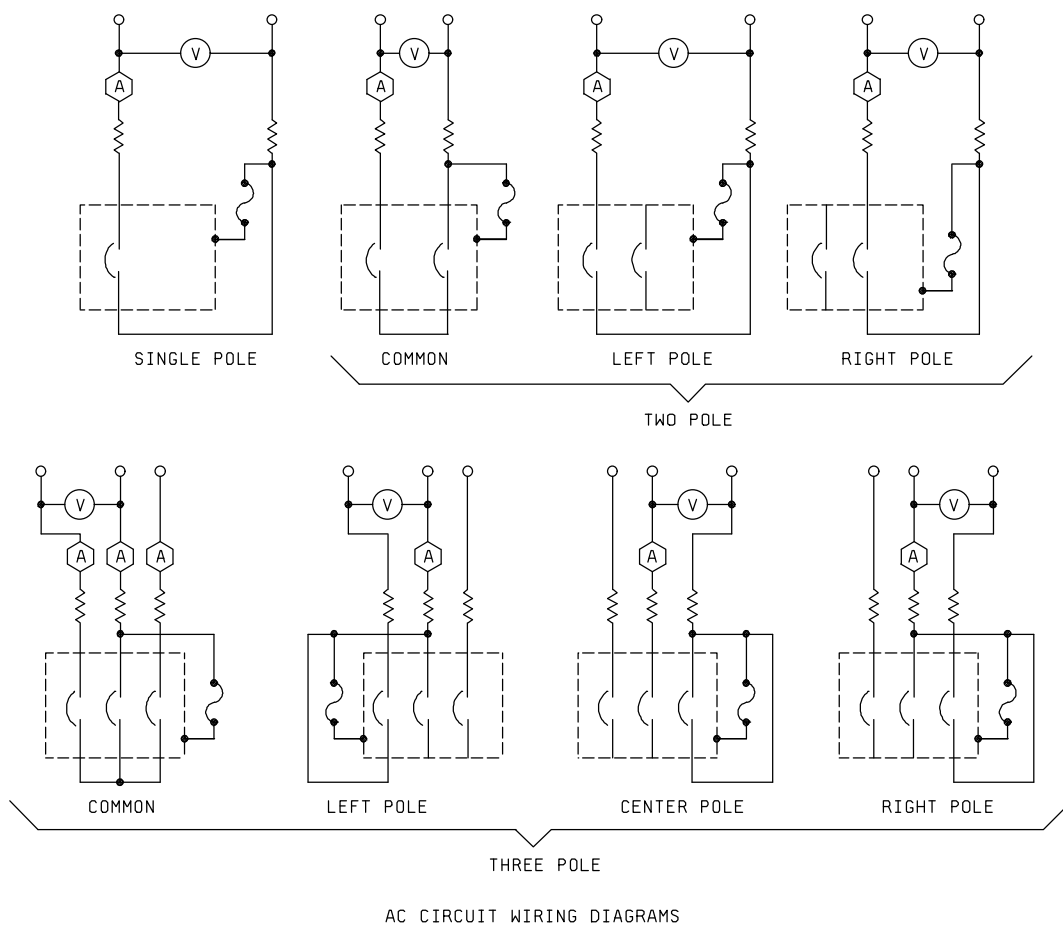 V V V V
A A A A
SINGLE POLE COMMON LEFT POLE RIGHT POLE
TWO POLE
V V V V
A A A A A A
COMMON LEFT POLE CENTER POLE RIGHT POLE
THREE POLE
AC CIRCUIT WIRING DIAGRAMS